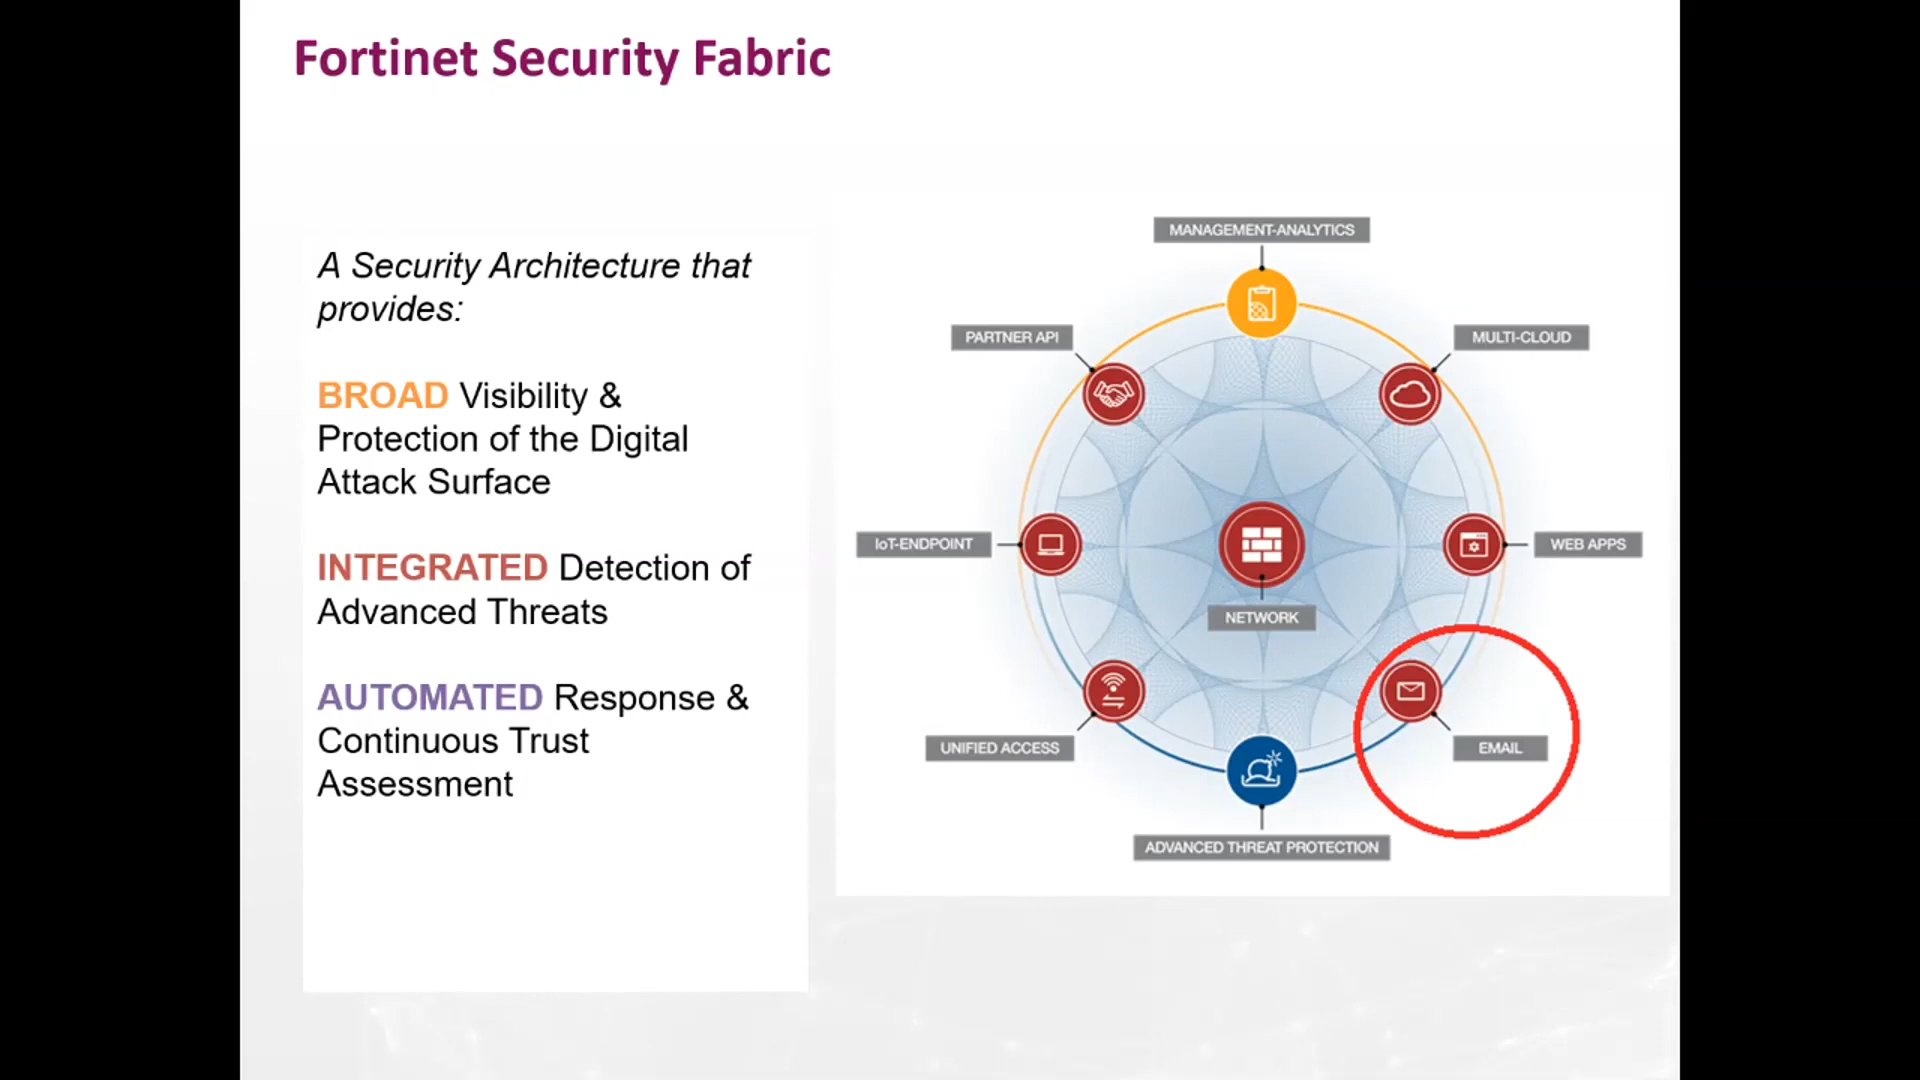 Fortinet Security Fabric
A Security Architecture that
provides:
BROAD Visibility &
Protection of the Digital
Attack Surface
INTEGRATED Detection of
Advanced Threats
AUTOMATED Response &
Continuous Trust
Assessment
MANAGEMENT-ANALYTICS
PARTNER API
MULTI-CLOUD
IoT-ENDPOINT
WEB APPS
NETWORK
UNIFIED ACCESS
EMAIL
ADVANCED THREAT PROTECTION